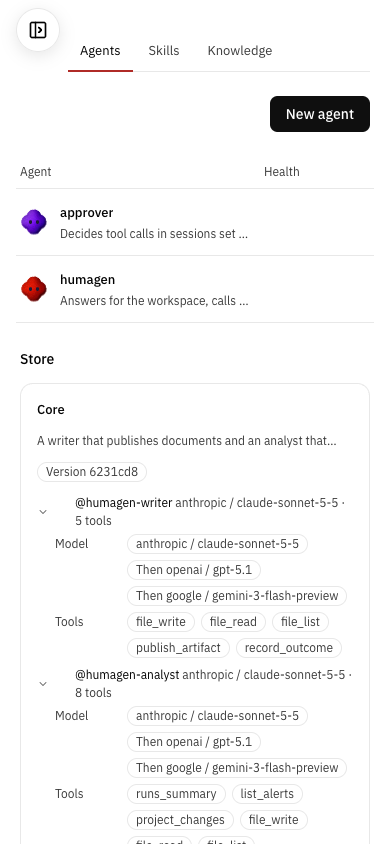 Agents Skills Knowledge
New agent
Agent Health
approver
Decides tool calls in sessions set ...
humagen
Answers for the workspace, calls ...
Store
Core
A writer that publishes documents and an analyst that...
Version 6231cd8
@humagen-writer anthropic / claude-sonnet-5-5 ·
5 tools
Model anthropic / claude-sonnet-5-5
Then openai / gpt-5.1
Then google / gemini-3-flash-preview
Tools file_write file_read file_list
publish_artifact record_outcome
@humagen-analyst anthropic / claude-sonnet-5-5 ·
8 tools
Model anthropic / claude-sonnet-5-5
Then openai / gpt-5.1
Then google / gemini-3-flash-preview
Tools runs_summary list_alerts
project_changes file_write
file_read file_list